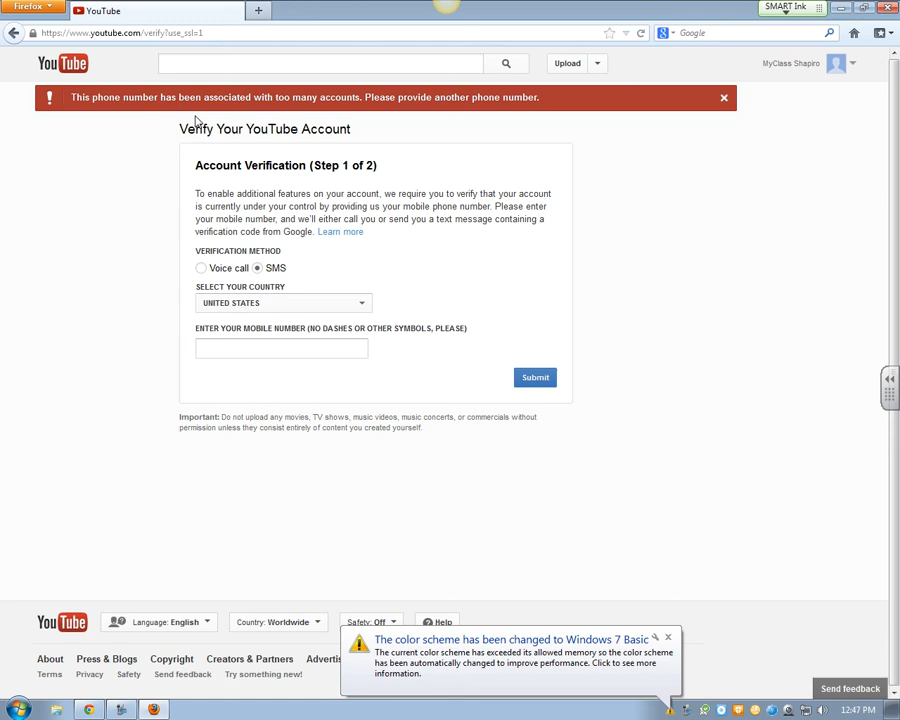 Firefox
YouTube
SMART Ink
https://www.youtube.com/verify?use_ssl=1
Google
YouTube
Upload
MyClass Shapiro
This phone number has been associated with too many accounts. Please provide another phone number.
Verify Your YouTube Account
Account Verification (Step 1 of 2)
To enable additional features on your account, we require you to verify that your account
is currently under your control by providing us your mobile phone number. Please enter
your mobile number, and we'll either call you or send you a text message containing a
verification code from Google. Learn more
VERIFICATION METHOD
Voice call SMS
SELECT YOUR COUNTRY
UNITED STATES
ENTER YOUR MOBILE NUMBER (NO DASHES OR OTHER SYMBOLS, PLEASE)
Submit
Important: Do not upload any movies, TV shows, music videos, music concerts, or commercials without
permission unless they consist entirely of content you created yourself.
YouTube
Language: English
Country: Worldwide
Safety: Off
Help
About Press & Blogs Copyright Creators & Partners Adverti
Terms Privacy Safety Send feedback Try something new!
The color scheme has been changed to Windows 7 Basic
The current color scheme has exceeded its allowed memory so the color scheme
has been automatically changed to improve performance. Click to see more
information.
Send feedback
12:47 PM